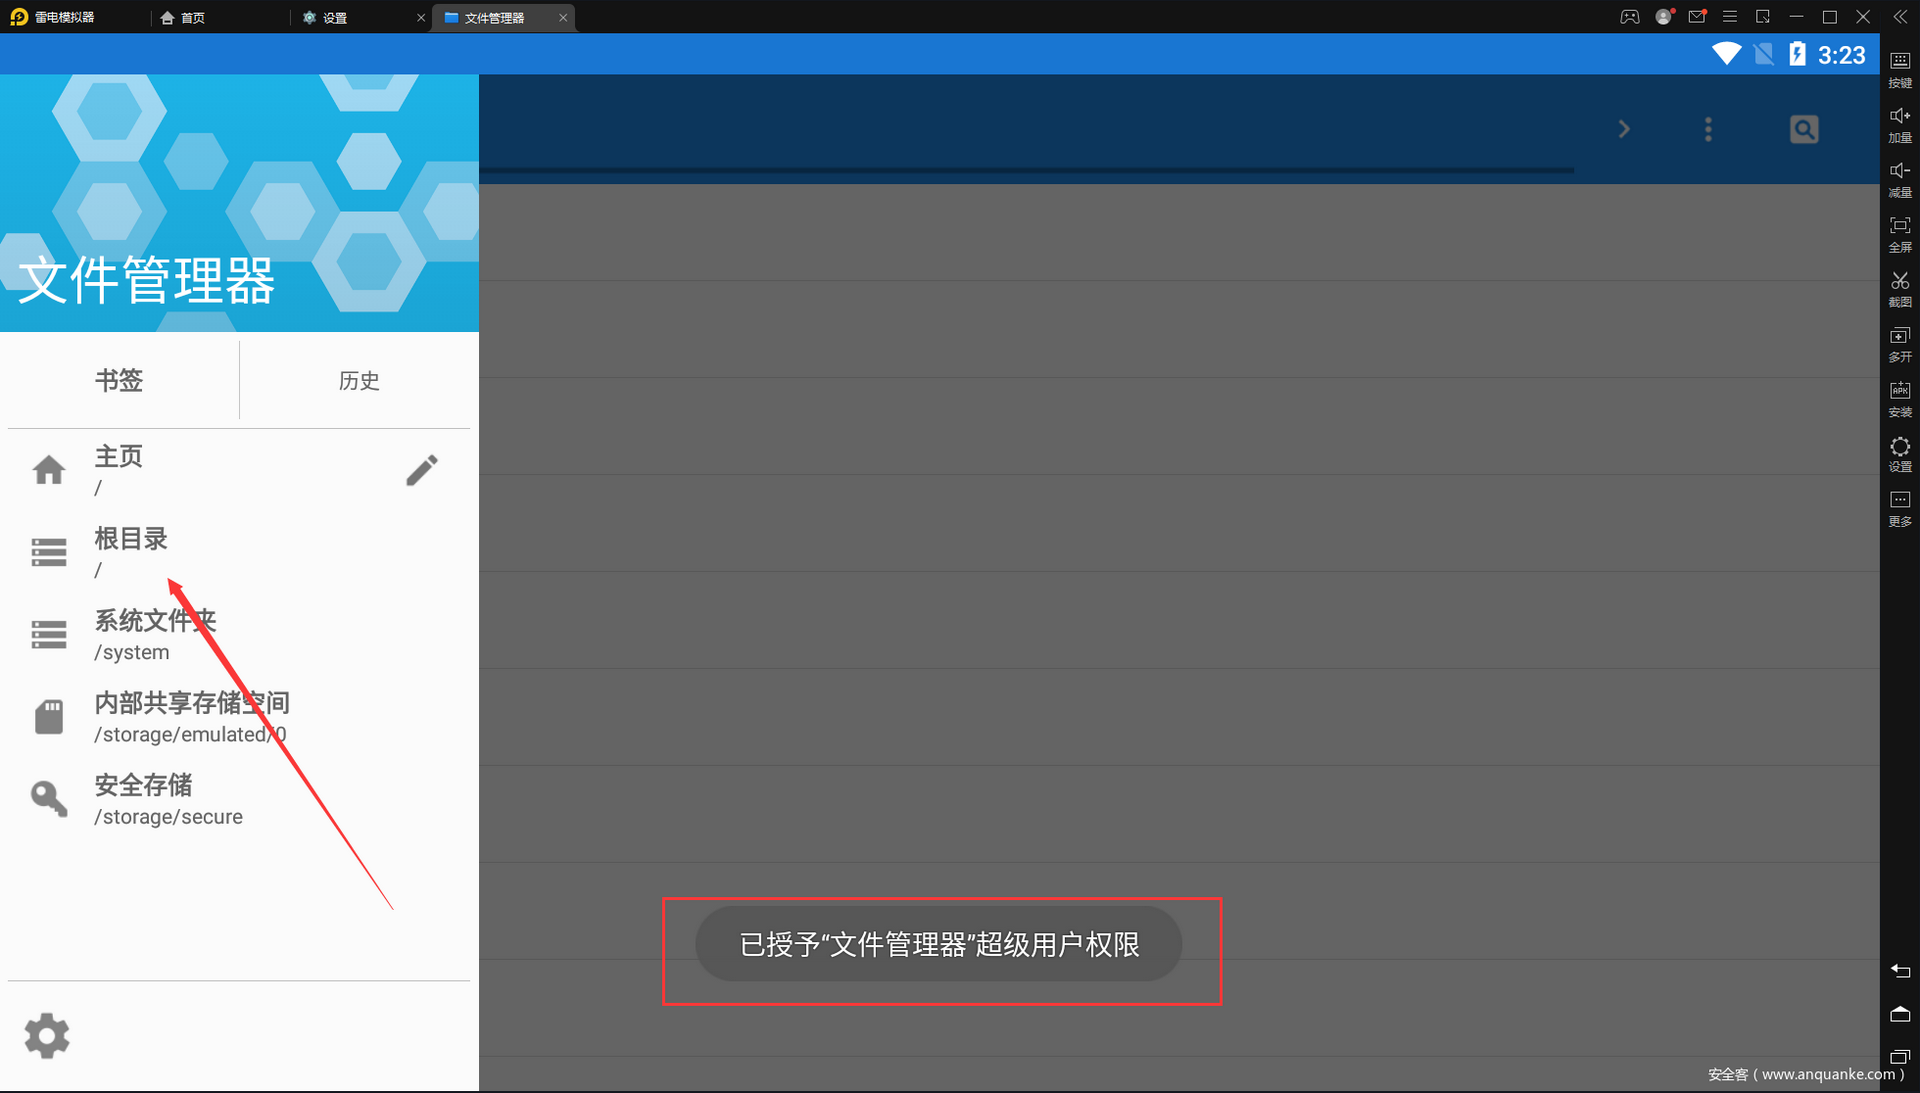 雷电模拟器
首页
设置
文件管理器
3:23
文件管理器
书签
历史
主页
/
根目录
/
系统文件夹
/system
内部共享存储空间
/storage/emulated/0
安全存储
/storage/secure
已授予“文件管理器”超级用户权限
按键
加量
减量
全屏
截图
多开
APK
安装
设置
更多
安全客（www.anquanke.com）